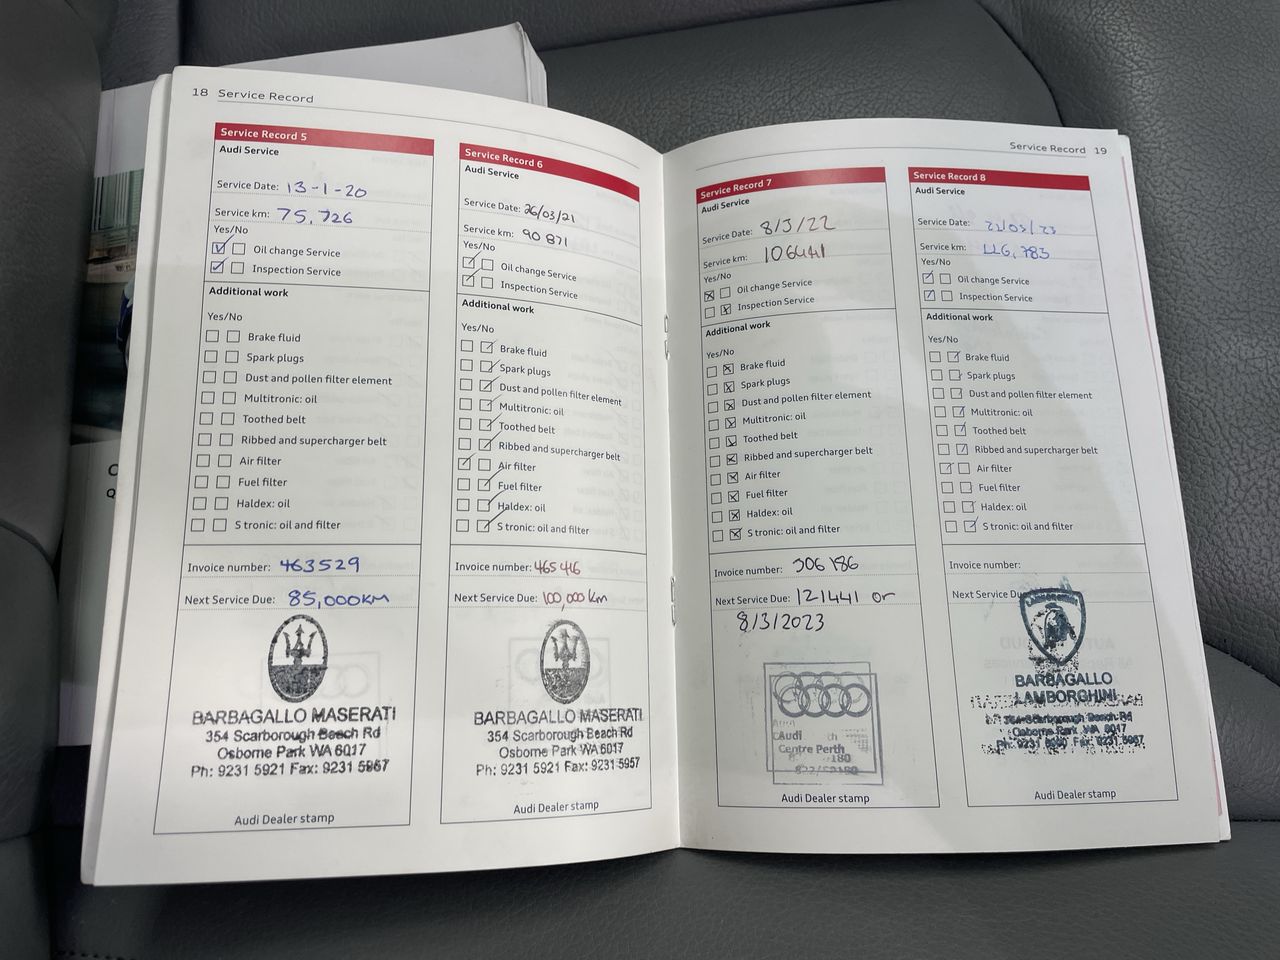 18 Service Record
Service Record 5
Audi Service
Service Date: 13-1-20
Service km: 75,726
Yes/No
Oil change Service
Inspection Service
Additional work
Yes/No
Brake fluid
Spark plugs
Dust and pollen filter element
Multitronic: oil
Toothed belt
Ribbed and supercharger belt
Air filter
Fuel filter
Haldex: oil
S tronic: oil and filter
Invoice number: 463529
Next Service Due: 85,000KM
BARBAGALLO MASERATI
354 Scarborough Beach Rd
Osborne Park WA 6017
Ph: 9231 5921 Fax: 9231 5967
Audi Dealer stamp
Service Record 6
Audi Service
Service Date: 26/03/21
Service km: 90 871
Yes/No
Oil change Service
Inspection Service
Additional work
Yes/No
Brake fluid
Spark plugs
Dust and pollen filter element
Multitronic: oil
Toothed belt
Ribbed and supercharger belt
Air filter
Fuel filter
Haldex: oil
S tronic: oil and filter
Invoice number: 465416
Next Service Due: 100,000 km
BARBAGALLO MASERATI
354 Scarborough Beach Rd
Osborne Park WA 6017
Ph: 9231 5921 Fax: 9231 5957
Audi Dealer stamp
Service Record 19
Service Record 7
Audi Service
Service Date: 8/3/22
Service km: 106441
Yes/No
Oil change Service
Inspection Service
Additional work
Yes/No
Brake fluid
Spark plugs
Dust and pollen filter element
Multitronic: oil
Toothed belt
Ribbed and supercharger belt
Air filter
Fuel filter
Haldex: oil
S tronic: oil and filter
Invoice number: 306186
Next Service Due: 121441 or
8/3/2023
Audi
Centre Perth
Audi Dealer stamp
Service Record 8
Audi Service
Service Date:
Service km: 116,783
Yes/No
Oil change Service
Inspection Service
Additional work
Yes/No
Brake fluid
Spark plugs
Dust and pollen filter element
Multitronic: oil
Toothed belt
Ribbed and supercharger belt
Air filter
Fuel filter
Haldex: oil
S tronic: oil and filter
Invoice number:
Next Service Due
BARBAGALLO
LAMBORGHINI
354 Scarborough Beach Rd
Osborne Park WA 6017
Audi Dealer stamp